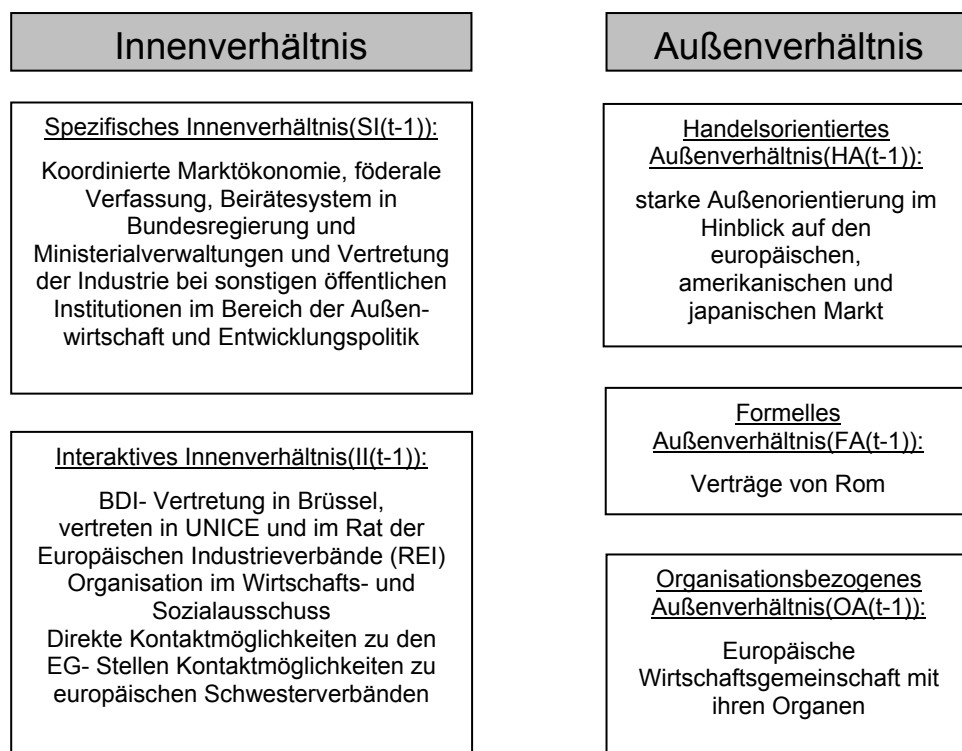 Innenverhältnis
Spezifisches Innenverhältnis(SI(t-1)):
Koordinierte Marktökonomie, föderale
Verfassung, Beirätesystem in
Bundesregierung und
Ministerialverwaltungen und Vertretung
der Industrie bei sonstigen öffentlichen
Institutionen im Bereich der Außen-
wirtschaft und Entwicklungspolitik
Interaktives Innenverhältnis(II(t-1)):
BDI- Vertretung in Brüssel,
vertreten in UNICE und im Rat der
Europäischen Industrieverbände (REI)
Organisation im Wirtschafts- und
Sozialausschuss
Direkte Kontaktmöglichkeiten zu den
EG- Stellen Kontaktmöglichkeiten zu
europäischen Schwesterverbänden
Außenverhältnis
Handelsorientiertes
Außenverhältnis(HA(t-1)):
starke Außenorientierung im
Hinblick auf den
europäischen,
amerikanischen und
japanischen Markt
Formelles
Außenverhältnis(FA(t-1)):
Verträge von Rom
Organisationsbezogenes
Außenverhältnis(OA(t-1)):
Europäische
Wirtschaftsgemeinschaft mit
ihren Organen